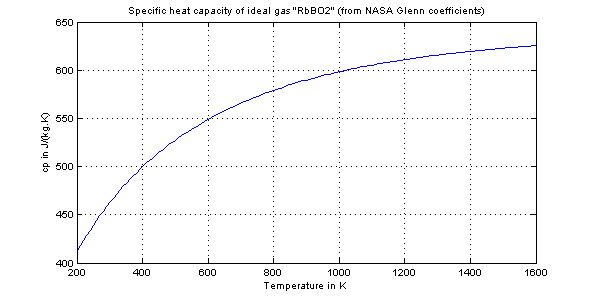 Specific heat capacity of ideal gas "RbBO2" (from NASA Glenn coefficients)
650
600
550
500
450
400
cp in J/(kg.K)
200 400 600 800 1000 1200 1400 1600
Temperature in K